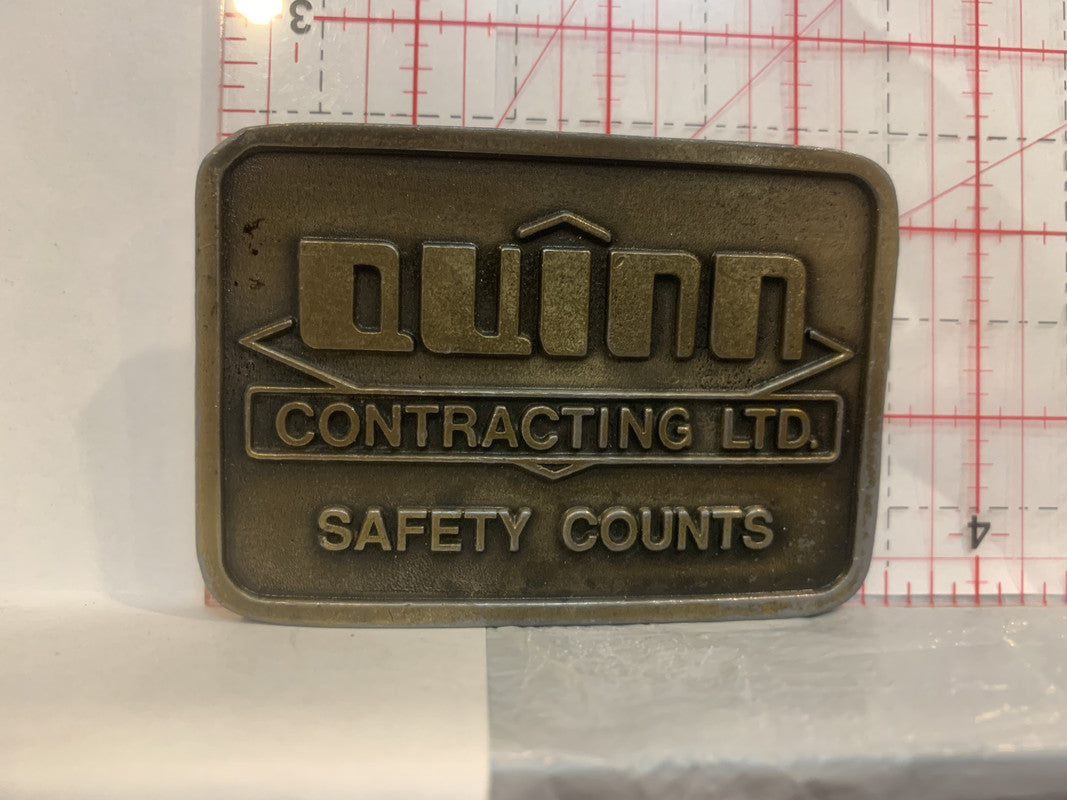 3
QUINN
CONTRACTING LTD.
SAFETY COUNTS
4